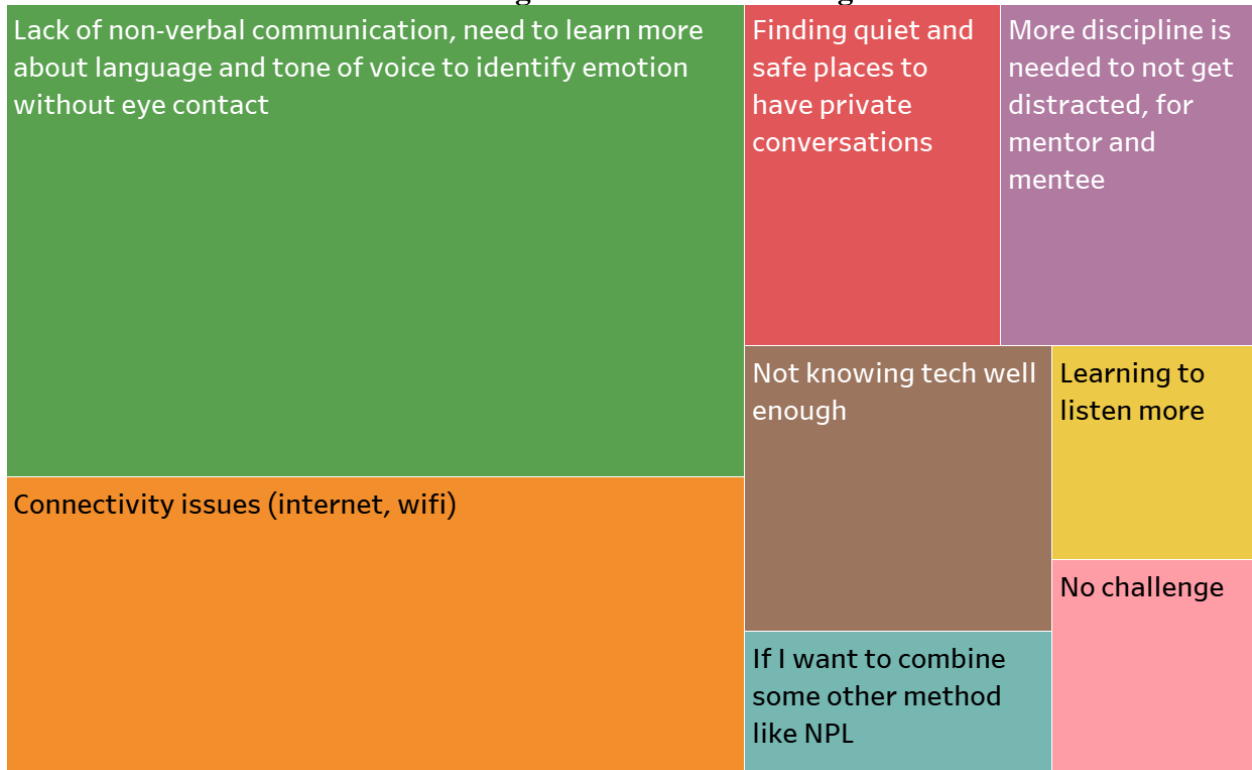 Lack of non-verbal communication, need to learn more
about language and tone of voice to identify emotion
without eye contact
Finding quiet and
safe places to
have private
conversations
More discipline is
needed to not get
distracted, for
mentor and
mentee
Connectivity issues (internet, wifi)
Not knowing tech well
enough
Learning to
listen more
If I want to combine
some other method
like NPL
No challenge